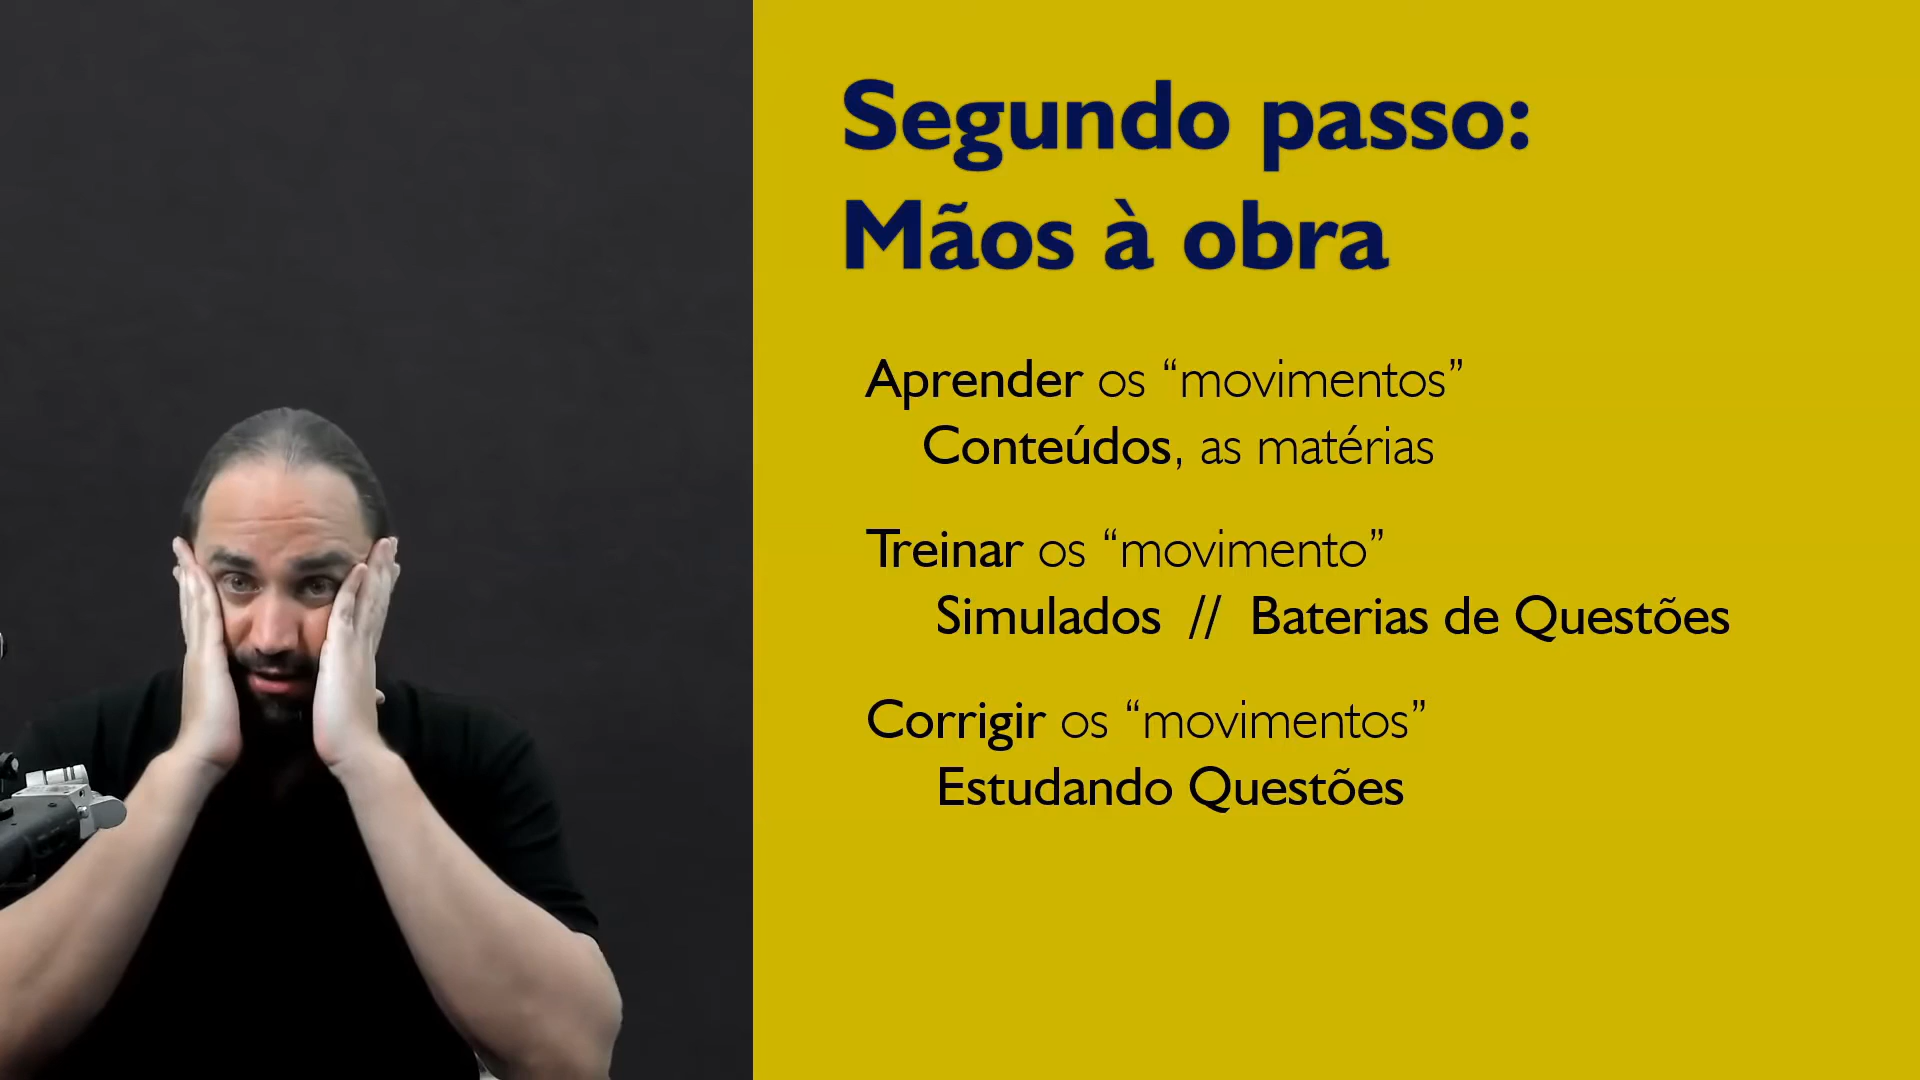 Segundo passo:
Mãos à obra
Aprender os “movimentos”
Conteúdos, as matérias
Treinar os “movimento”
Simulados // Baterias de Questões
Corrigir os “movimentos”
Estudando Questões